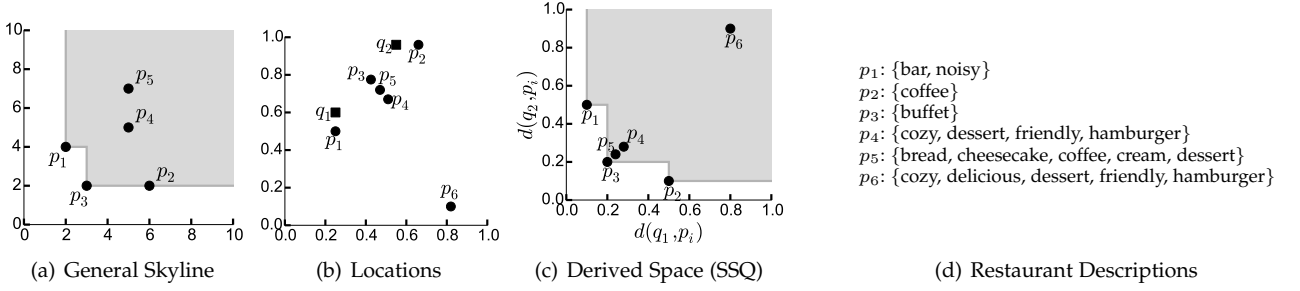 10
8
6
4
2
0
p5
p4
p1
p2
p3
0 2 4 6 8 10
(a) General Skyline
1.0
0.8
0.6
0.4
0.2
0.0
q2
p2
p3 p5
p4
q1
p1
p6
0.0 0.2 0.4 0.6 0.8 1.0
(b) Locations
d(q2,pi)
1.0
0.8
0.6
0.4
0.2
0.0
p6
p1
p5 p4
p3
p2
0.0 0.2 0.4 0.6 0.8 1.0
d(q1,pi)
(c) Derived Space (SSQ)
p1: {bar, noisy}
p2: {coffee}
p3: {buffet}
p4: {cozy, dessert, friendly, hamburger}
p5: {bread, cheesecake, coffee, cream, dessert}
p6: {cozy, delicious, dessert, friendly, hamburger}
(d) Restaurant Descriptions